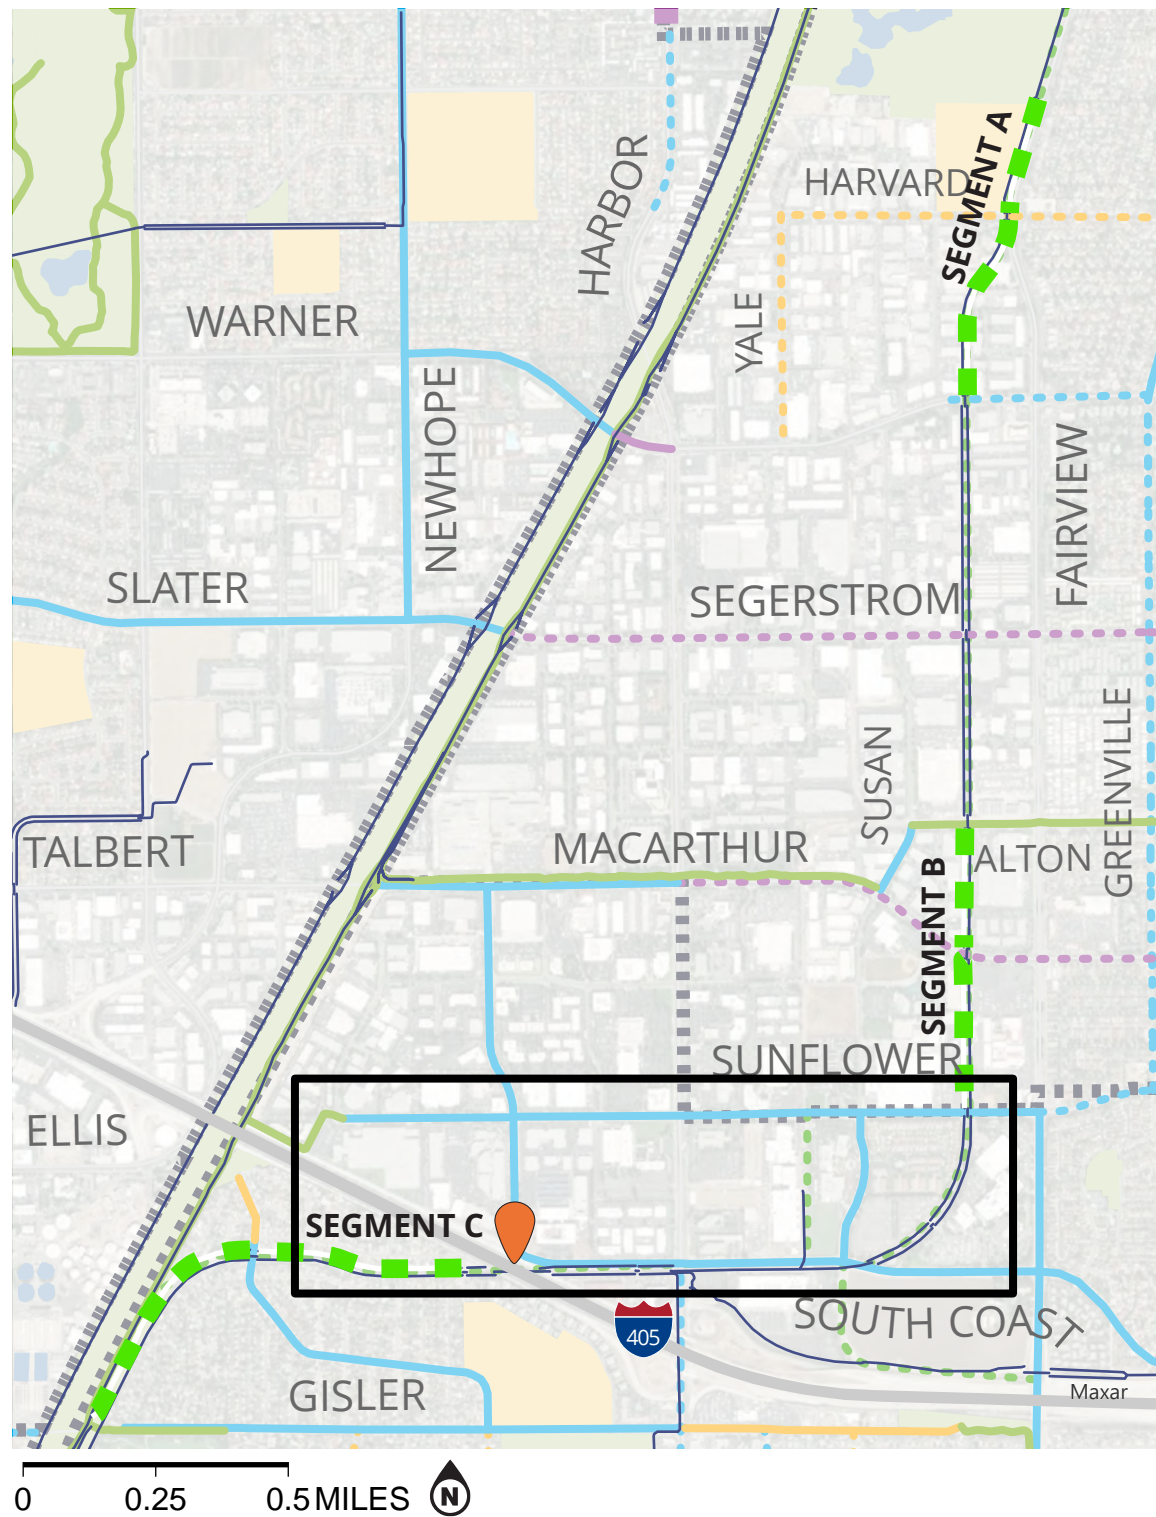 SEGMENT A
HARVARD
HARBOR
WARNER
YALE
NEWHOPE
FAIRVIEW
SLATER
SEGERSTROM
GREENVILLE
SUSAN
TALBERT
MACARTHUR
ALTON
SEGMENT B
SUNFLOWER
ELLIS
SEGMENT C
405
SOUTH COAST
GISLER
Maxar
0 0.25 0.5 MILES N